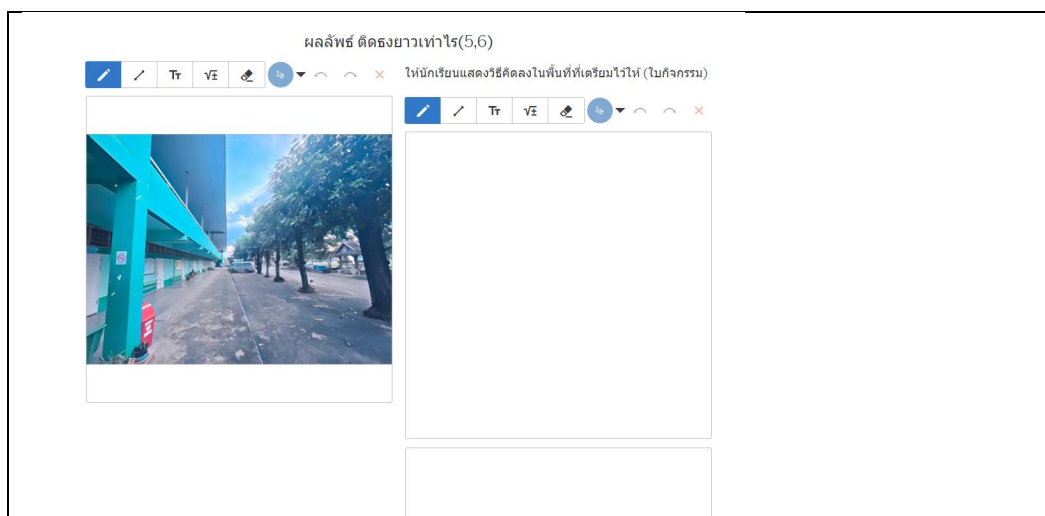 ผลลัพธ์ ติดธงยาวเท่าไร(5,6)
ให้นักเรียนแสดงวิธีคิดลงในพื้นที่ที่เตรียมไว้ให้ (ใบกิจกรรม)
Tт
√±
Tт
√±